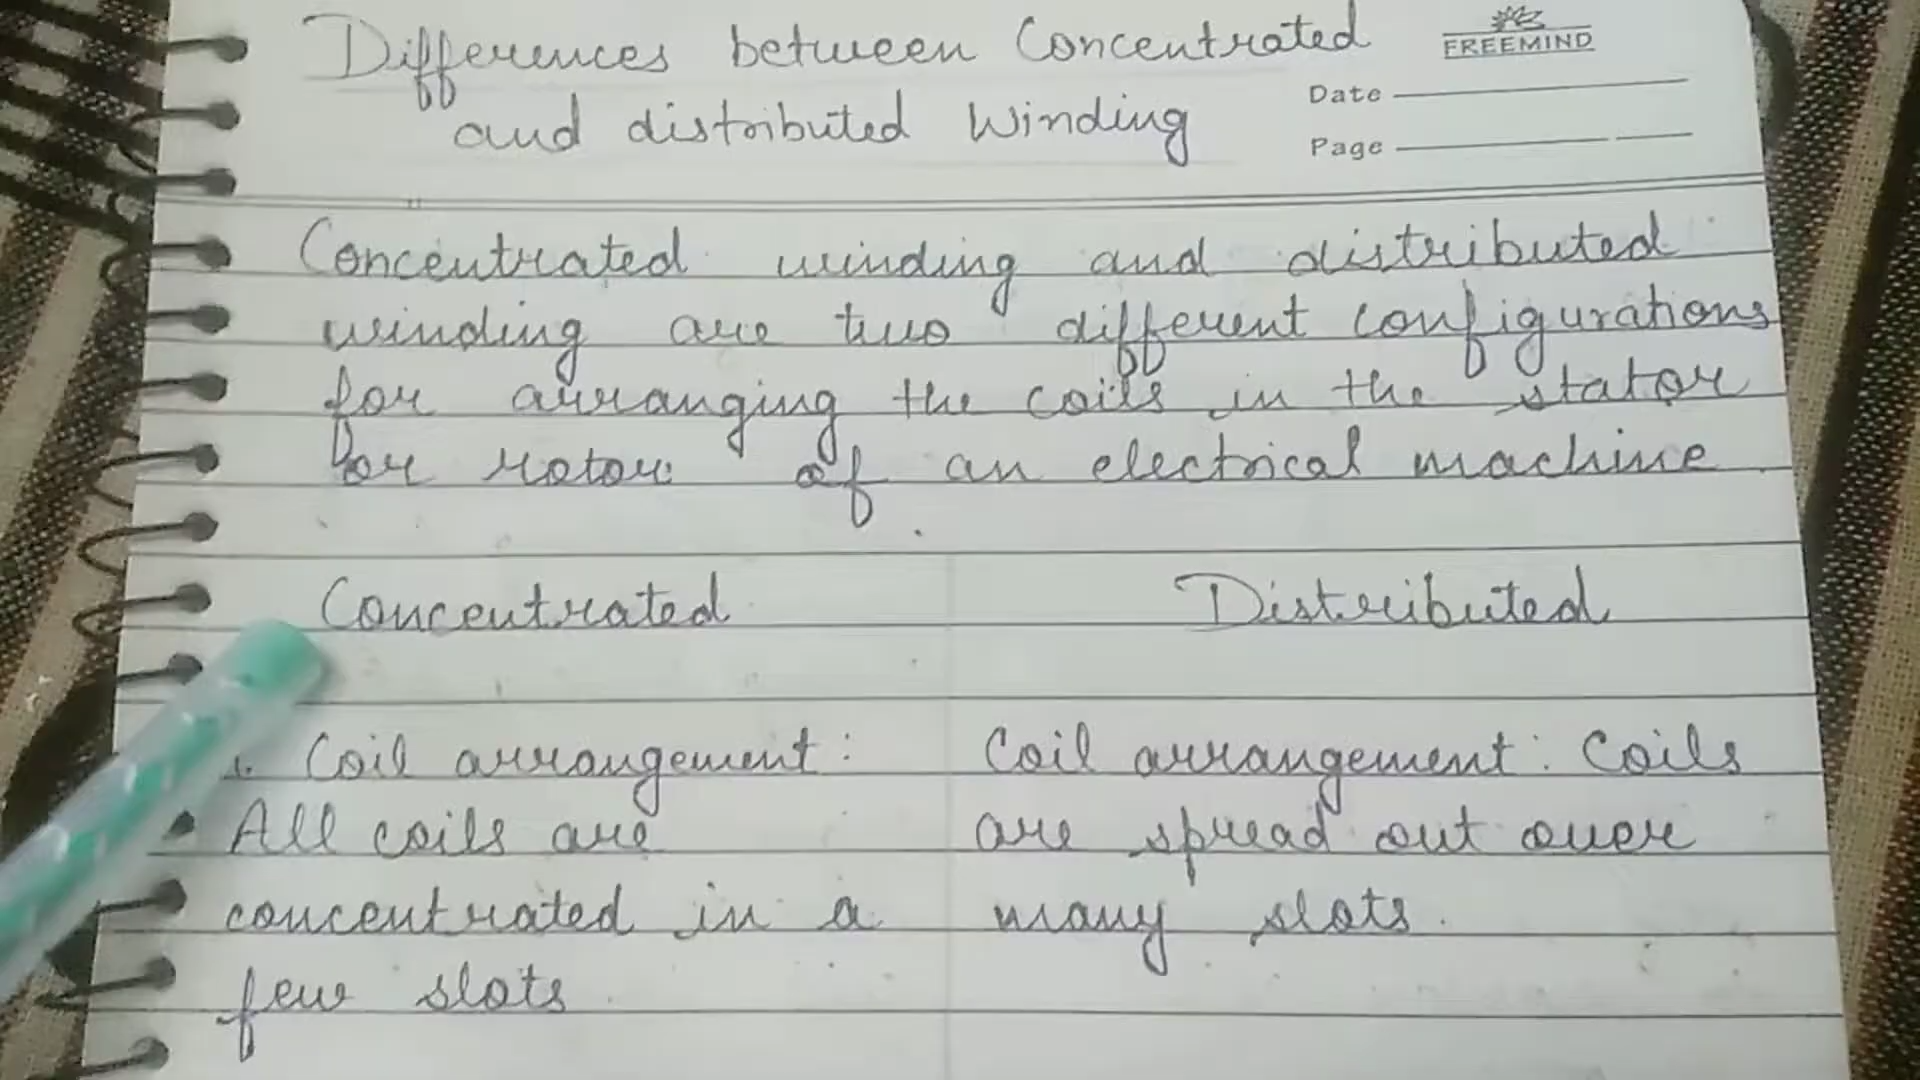 Differences between Concentrated
and distributed Winding
FREEMIND
Date
Page
Concentrated winding and distributed
winding are two different configurations
for arranging the coils in the stator
or rotor of an electrical machine
Concentrated
Distributed
1. Coil arrangement:
All coils are
concentrated in a
few slots
Coil arrangement: Coils
are spread out over
many slots.